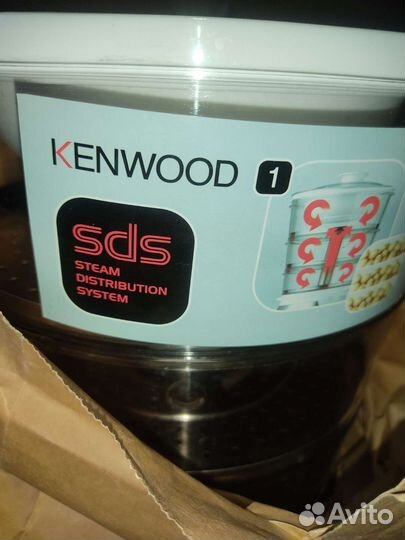 KENWOOD 1
sds
STEAM
DISTRIBUTION
SYSTEM
Avito